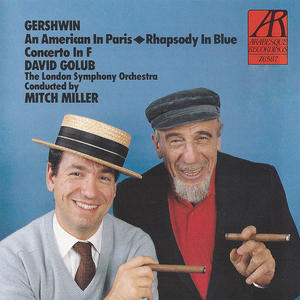 GERSHWIN
An American In Paris◆Rhapsody In Blue
Concerto In F
DAVID GOLUB
The London Symphony Orchestra
Conducted by
MITCH MILLER
AR
ARABESQUE
RECORDINGS
Z6587